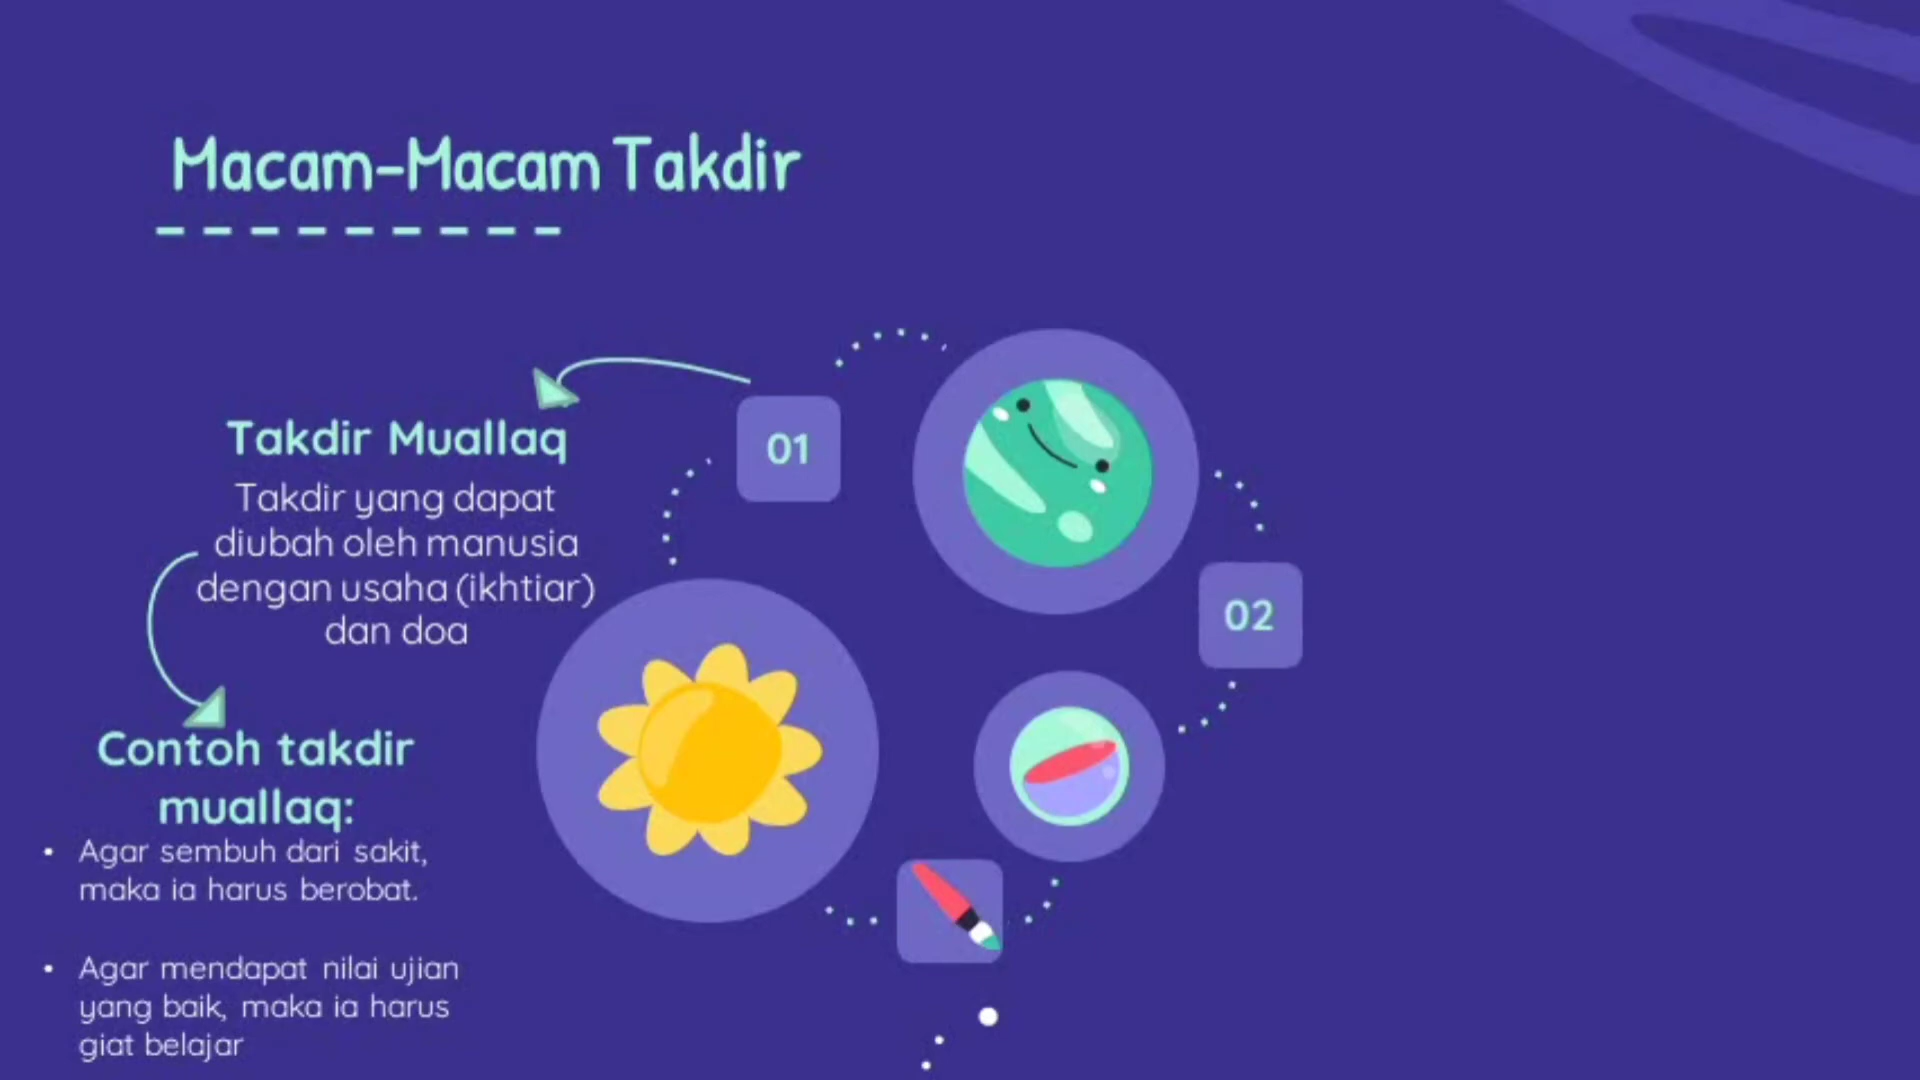 Macam-Macam Takdir
01
Takdir Muallaq
Takdir yang dapat
diubah oleh manusia
dengan usaha (ikhtiar)
dan doa
02
Contoh takdir
muallaq:
• Agar sembuh dari sakit,
maka ia harus berobat.
• Agar mendapat nilai ujian
yang baik, maka ia harus
giat belajar